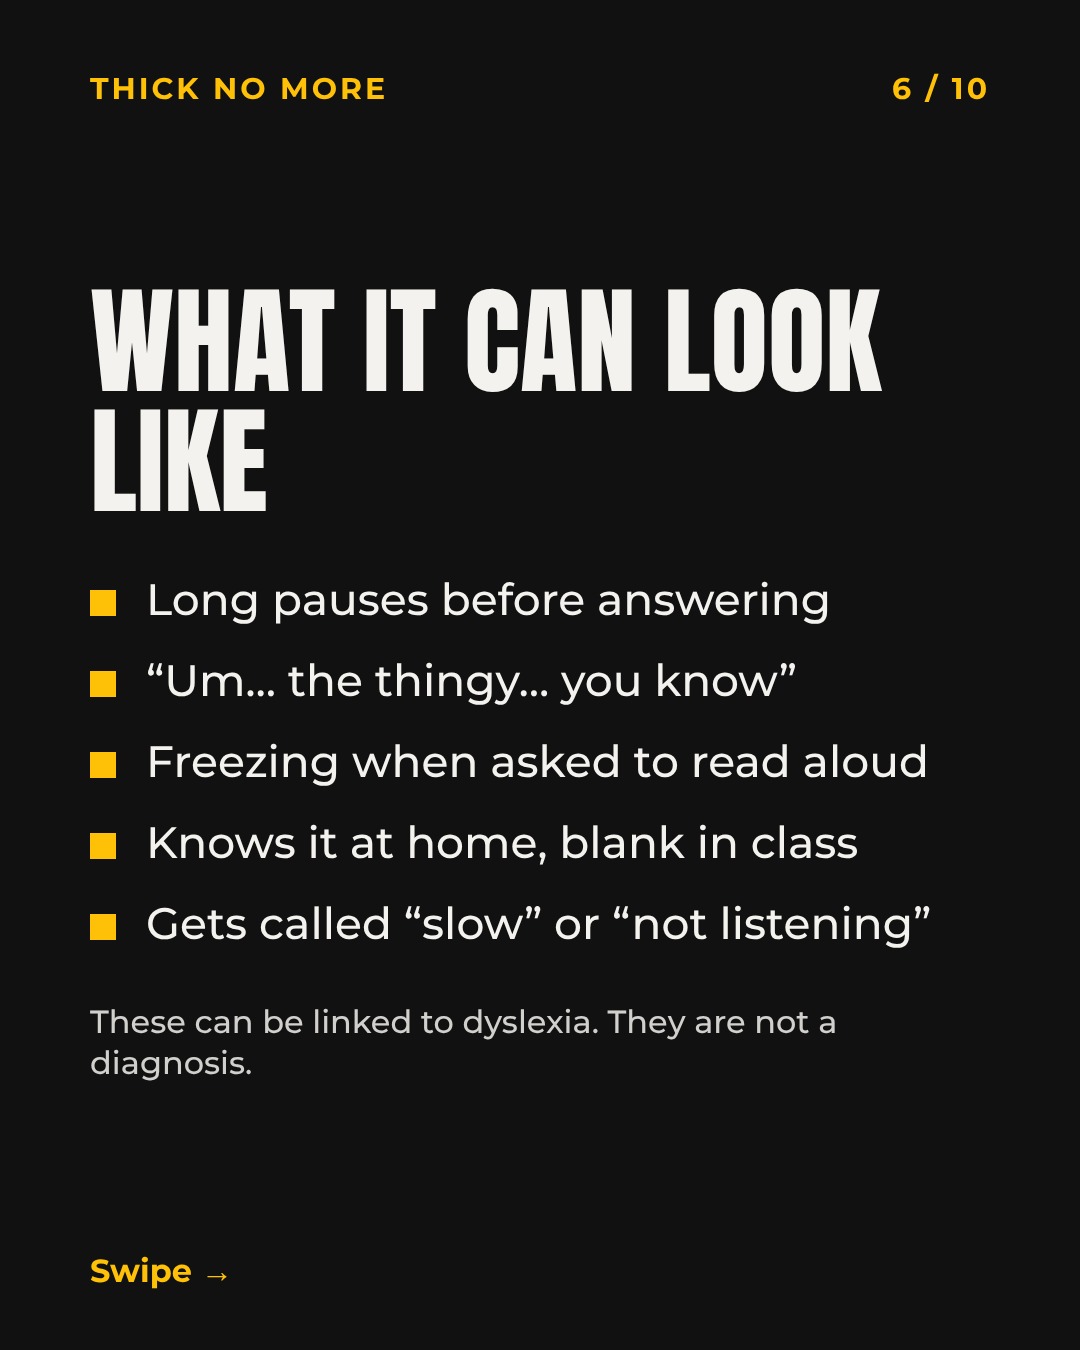 THICK NO MORE
6 / 10
WHAT IT CAN LOOK
LIKE
Long pauses before answering
“Um... the thingy... you know”
Freezing when asked to read aloud
Knows it at home, blank in class
Gets called “slow” or “not listening”
These can be linked to dyslexia. They are not a
diagnosis.
Swipe →